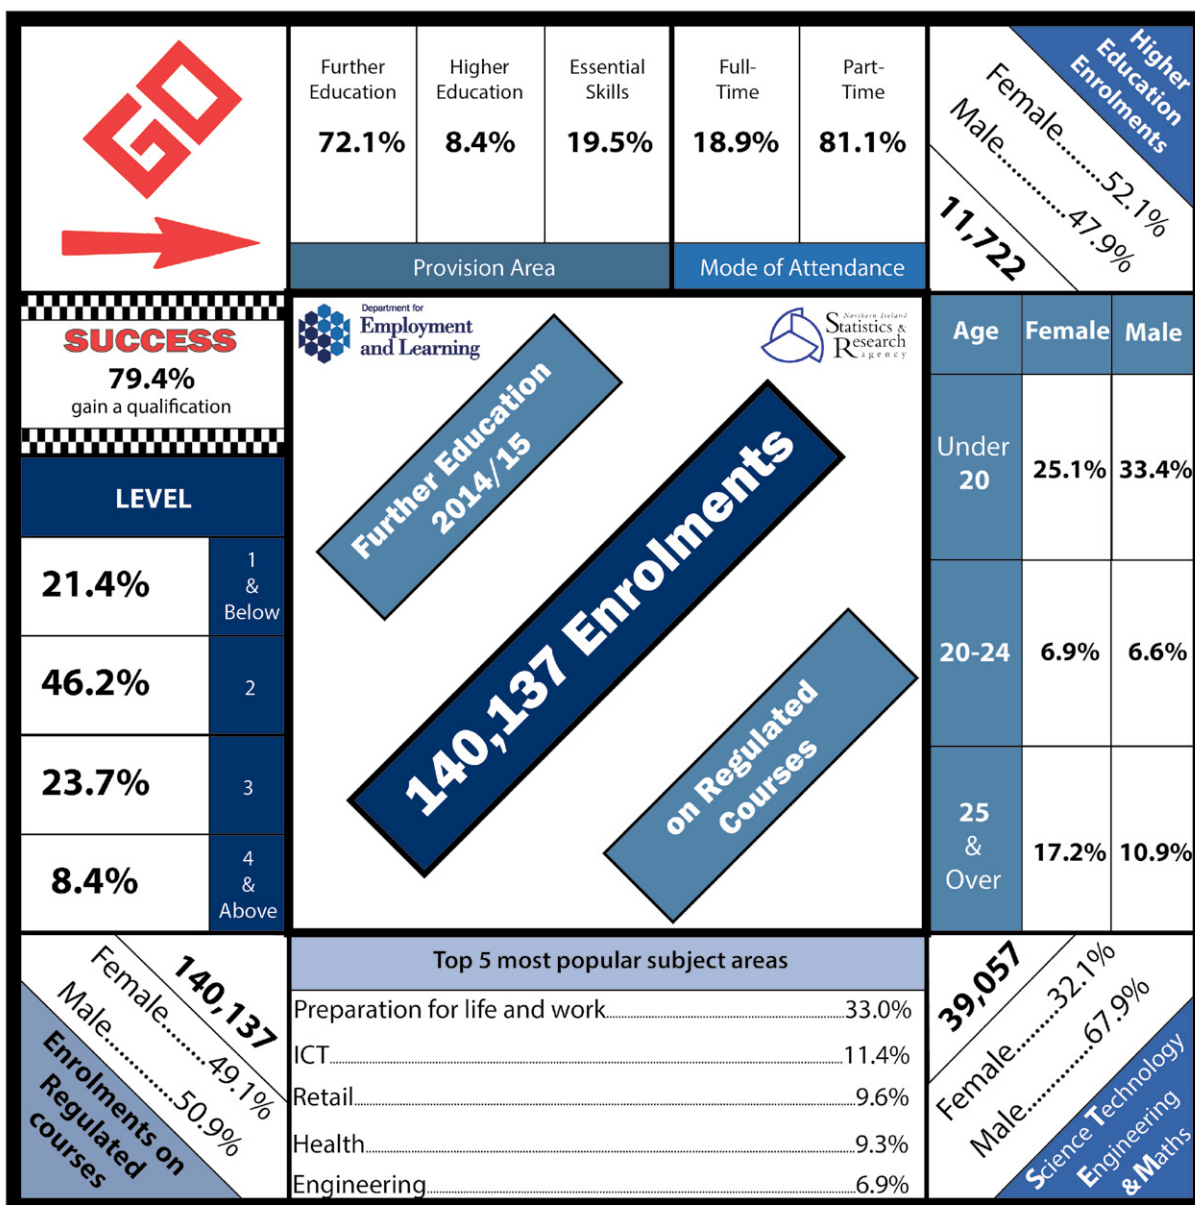 GO
Further
Education
72.1%
Higher
Education
8.4%
Essential
Skills
19.5%
Provision Area
Full-
Time
18.9%
Part-
Time
81.1%
Mode of Attendance
Higher
Education
Enrolments
Female........52.1%
Male............47.9%
11,722
SUCCESS
79.4%
gain a qualification
LEVEL
21.4%
1
&
Below
46.2%
2
23.7%
3
8.4%
4
&
Above
Department for
Employment
and Learning
Northern Ireland
Statistics &
Research
agency
Further Education
2014/15
140,137 Enrolments
on Regulated
Courses
Age Female Male
Under
20
25.1% 33.4%
20-24 6.9% 6.6%
25
&
Over
17.2% 10.9%
140,137
Female........49.1%
Male............50.9%
Enrolments on
Regulated
courses
Top 5 most popular subject areas
Preparation for life and work........33.0%
ICT........11.4%
Retail........9.6%
Health........9.3%
Engineering........6.9%
39,057
Female........32.1%
Male............67.9%
Science Technology
Engineering
& Maths